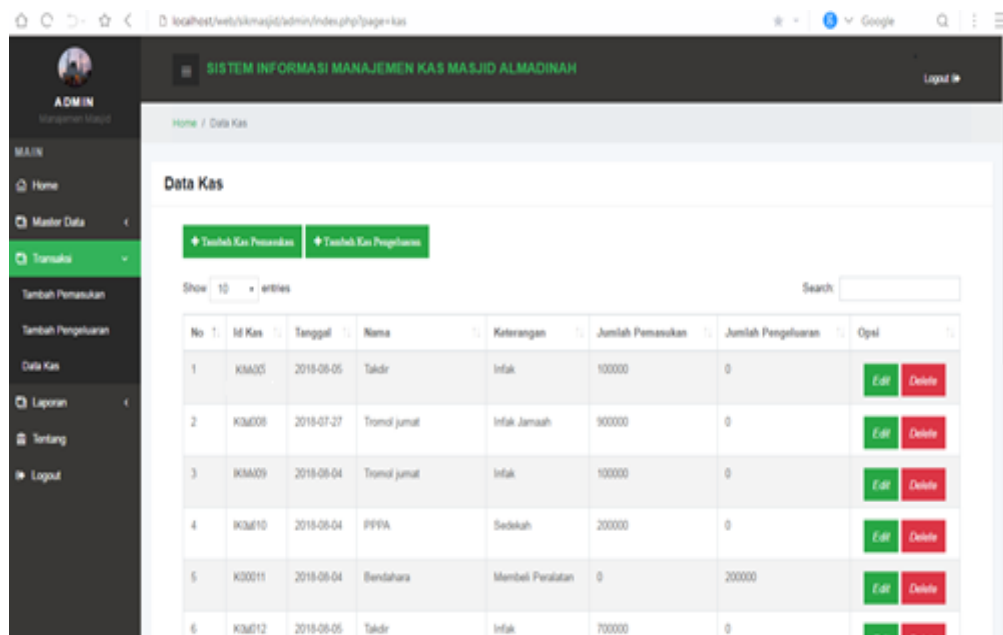 localhost/web/sikmasjid/admin/index.php?page=kas
Google
SISTEM INFORMASI MANAJEMEN KAS MASJID ALMADINAH
Logout
ADMIN
Manajemen Masjid
Home / Data Kas
MAIN
Home
Master Data
Transaksi
Tambah Pemasukan
Tambah Pengeluaran
Data Kas
Laporan
Tentang
Logout
Data Kas
+ Tambah Kas Pemasukan + Tambah Kas Pengeluaran
Show 10 entries Search:
No Id Kas Tanggal Nama Keterangan Jumlah Pemasukan Jumlah Pengeluaran Opsi
1 2018-08-05 Takdir Infak 100000 0 Edit Delete
2 2018-07-27 Tromol jumat Infak Jamaah 900000 0 Edit Delete
3 2018-08-04 Tromol jumat Infak 100000 0 Edit Delete
4 2018-08-04 PPPA Sedekah 200000 0 Edit Delete
5 K00011 2018-08-04 Bendahara Membeli Peralatan 0 200000 Edit Delete
6 2018-08-05 Takdir Infak 700000 0